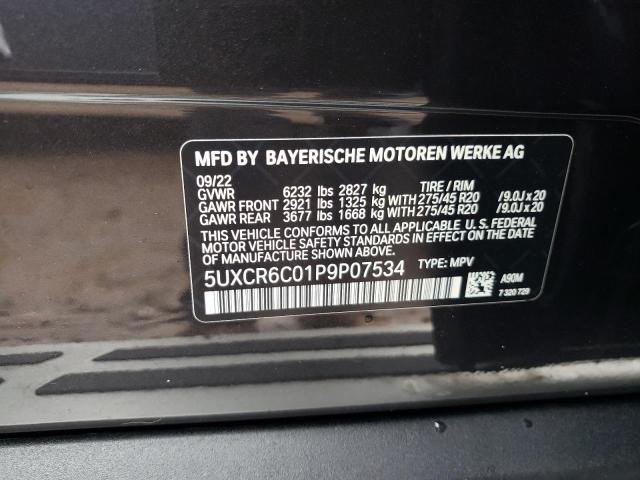 MFD BY BAYERISCHE MOTOREN WERKE AG
09/22
GVWR 6232 lbs 2827 kg TIRE / RIM
GAWR FRONT 2921 lbs 1325 kg WITH 275/45 R20 /9.0J x 20
GAWR REAR 3677 lbs 1668 kg WITH 275/45 R20 /9.0J x 20
THIS VEHICLE CONFORMS TO ALL APPLICABLE U. S. FEDERAL
MOTOR VEHICLE SAFETY STANDARDS IN EFFECT ON THE DATE
OF MANUFACTURE SHOWN ABOVE.
5UXCR6C01P9P07534 TYPE: MPV
A90M
7 320 729